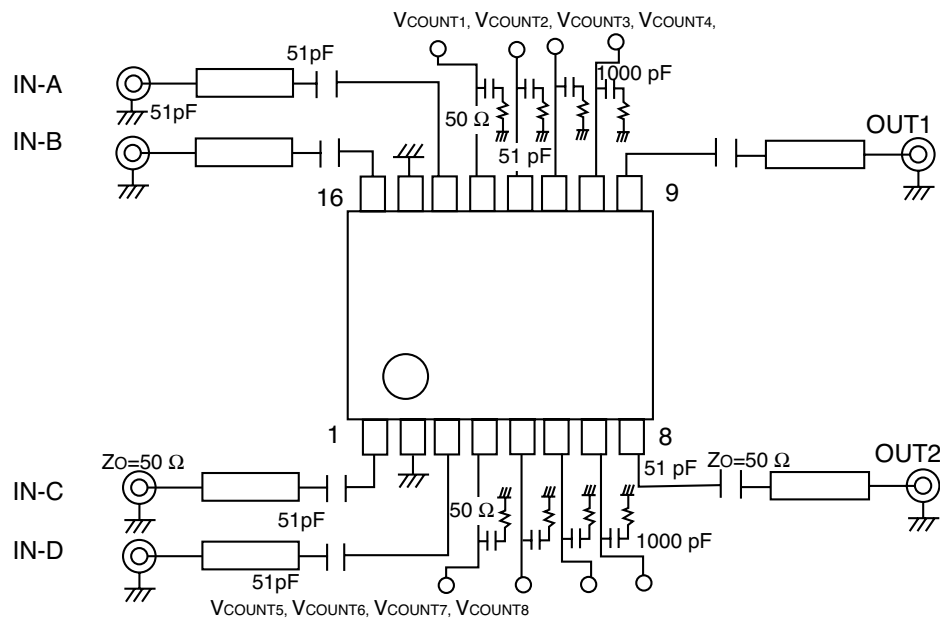 VCOUNT1, VCOUNT2, VCOUNT3, VCOUNT4,
51pF
IN-A
51pF
1000 pF
50 Ω
IN-B
51 pF
OUT1
16
9
1
8
ZO=50 Ω
51 pF
ZO=50 Ω
OUT2
IN-C
51pF
50 Ω
IN-D
1000 pF
51pF
VCOUNT5, VCOUNT6, VCOUNT7, VCOUNT8